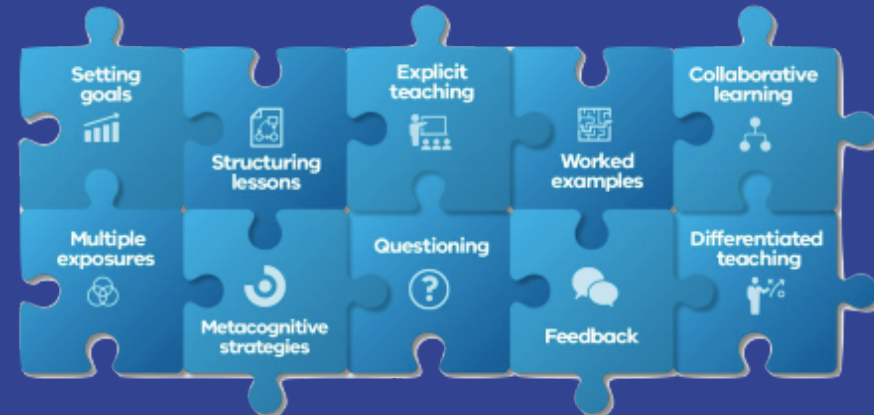 Setting
goals
Structuring
lessons
Explicit
teaching
Worked
examples
Collaborative
learning
Multiple
exposures
Metacognitive
strategies
Questioning
?
Feedback
Differentiated
teaching